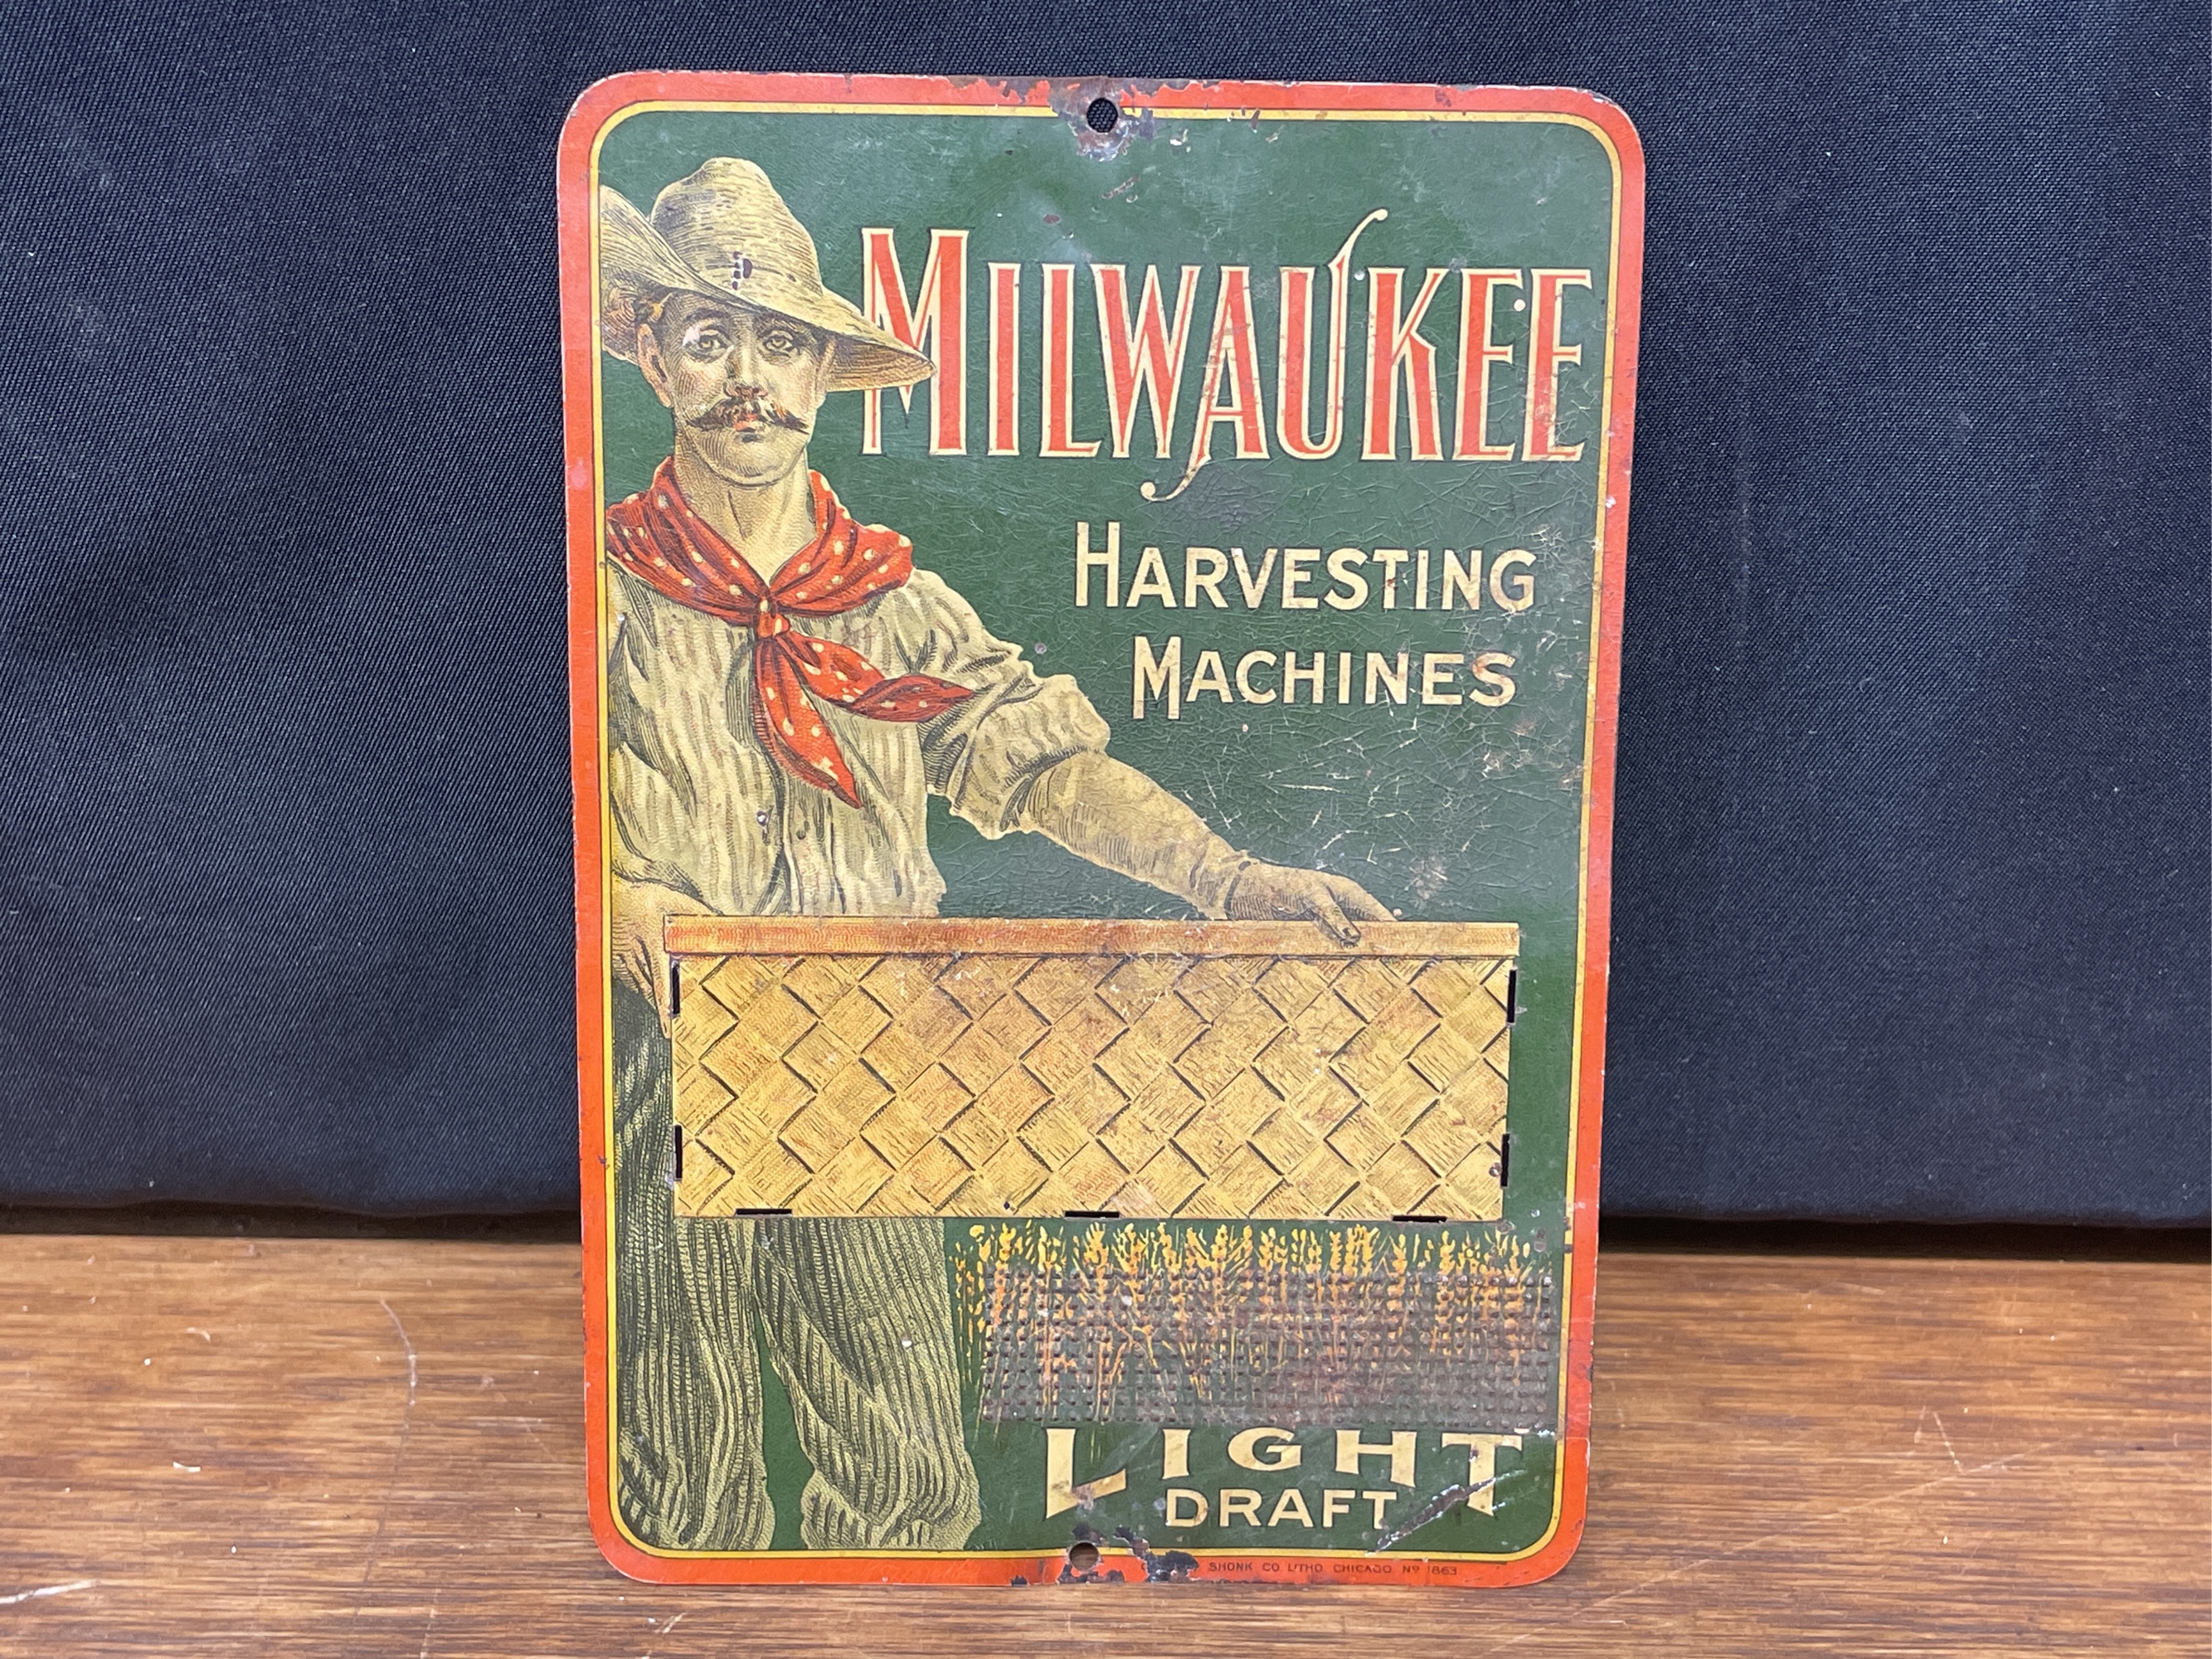 MILWAUKEE
HARVESTING
MACHINES
LIGHT
DRAFT
SHONK CO LITHO. CHICAGO Nº 1863